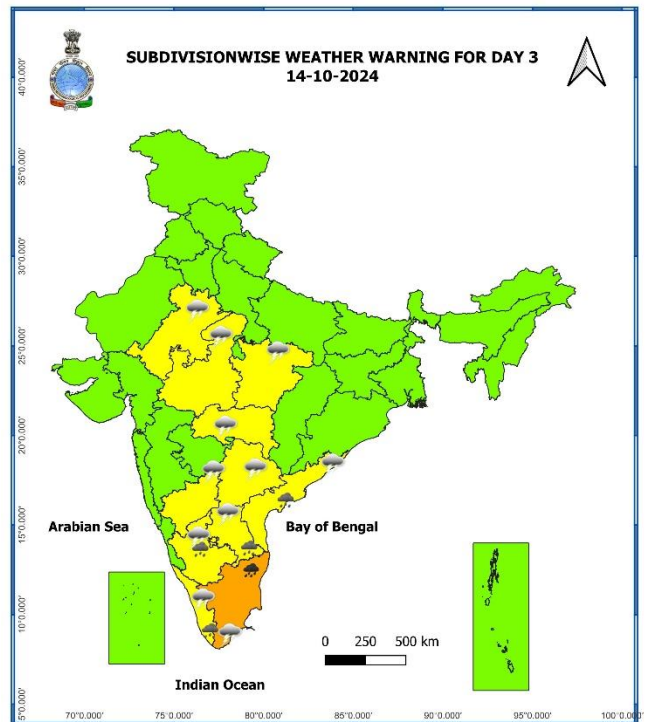 SUBDIVISIONWISE WEATHER WARNING FOR DAY 3
14-10-2024
40°0.000'
35°0.000'
30°0.000'
25°0.000'
20°0.000'
15°0.000'
10°0.000'
5°0.000'
Arabian Sea
Bay of Bengal
0 250 500 km
Indian Ocean
70°0.000' 75°0.000' 80°0.000' 85°0.000' 90°0.000' 95°0.000' 100°0.000'